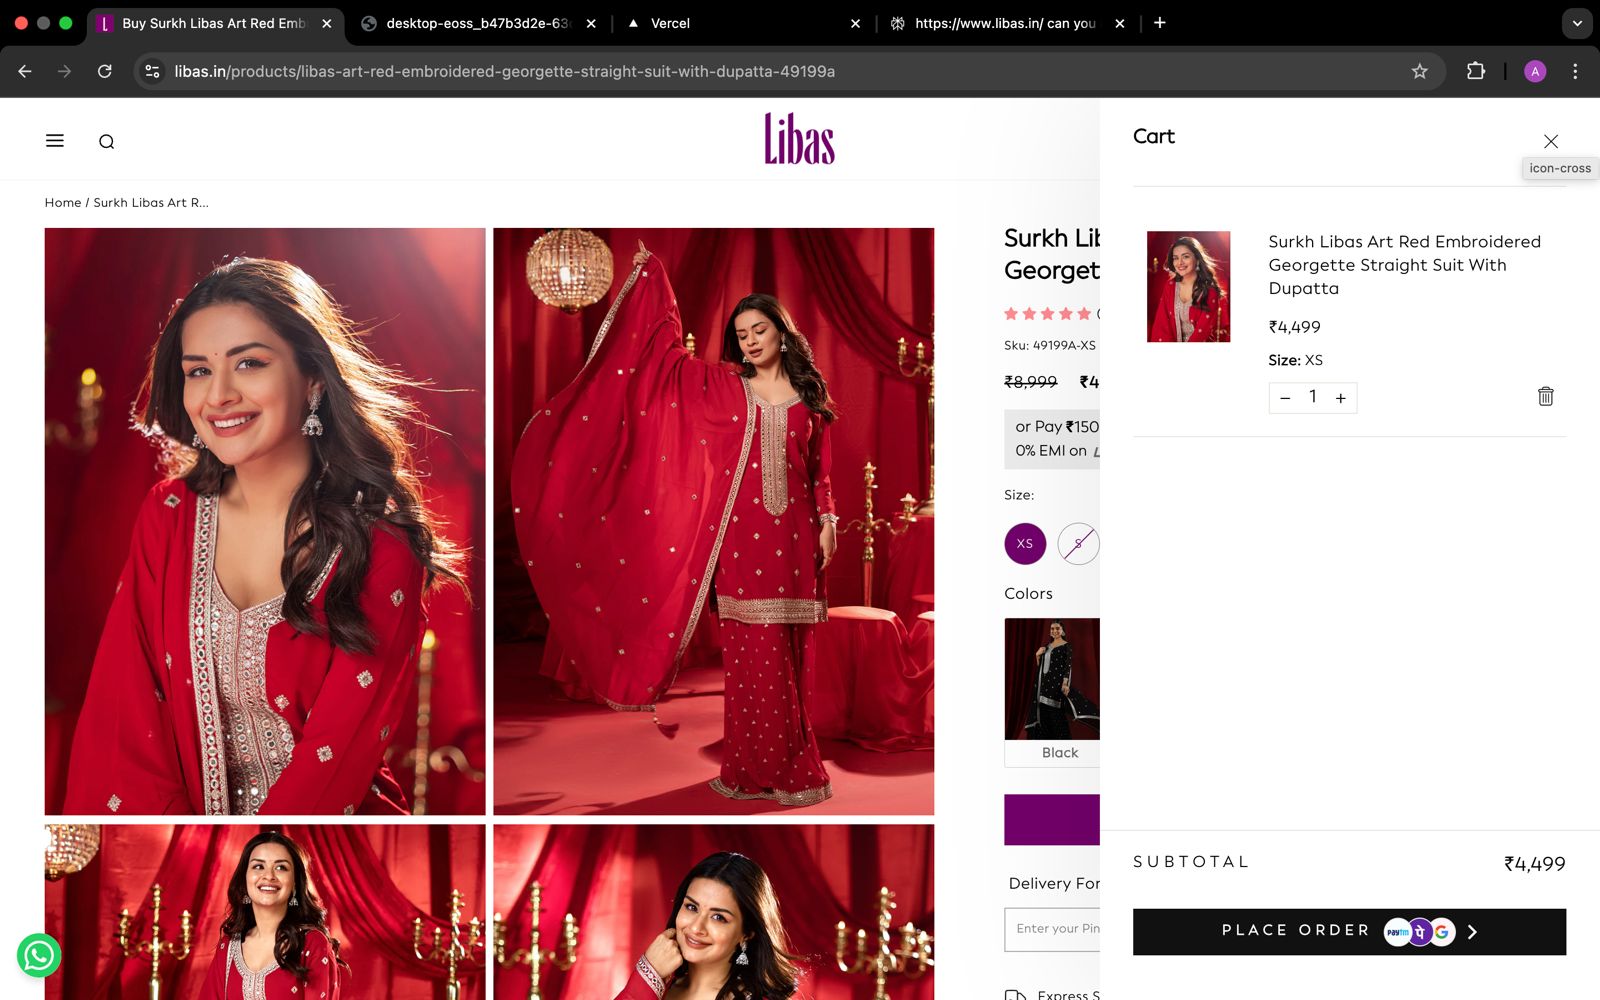 Buy Surkh Libas Art Red Emb
desktop-eoss_b47b3d2e-63
Vercel
https://www.libas.in/ can you
libas.in/products/libas-art-red-embroidered-georgette-straight-suit-with-dupatta-49199a
A
Libas
Home / Surkh Libas Art R...
Surkh Lib
Georget
Sku: 49199A-XS
₹8,999 ₹4
or Pay ₹150
0% EMI on
Size:
XS
S
Colors
Black
Delivery For
Enter your Pin
Express S
Cart
icon-cross
Surkh Libas Art Red Embroidered
Georgette Straight Suit With
Dupatta
₹4,499
Size: XS
− 1 +
SUBTOTAL
₹4,499
PLACE ORDER paytm पे G